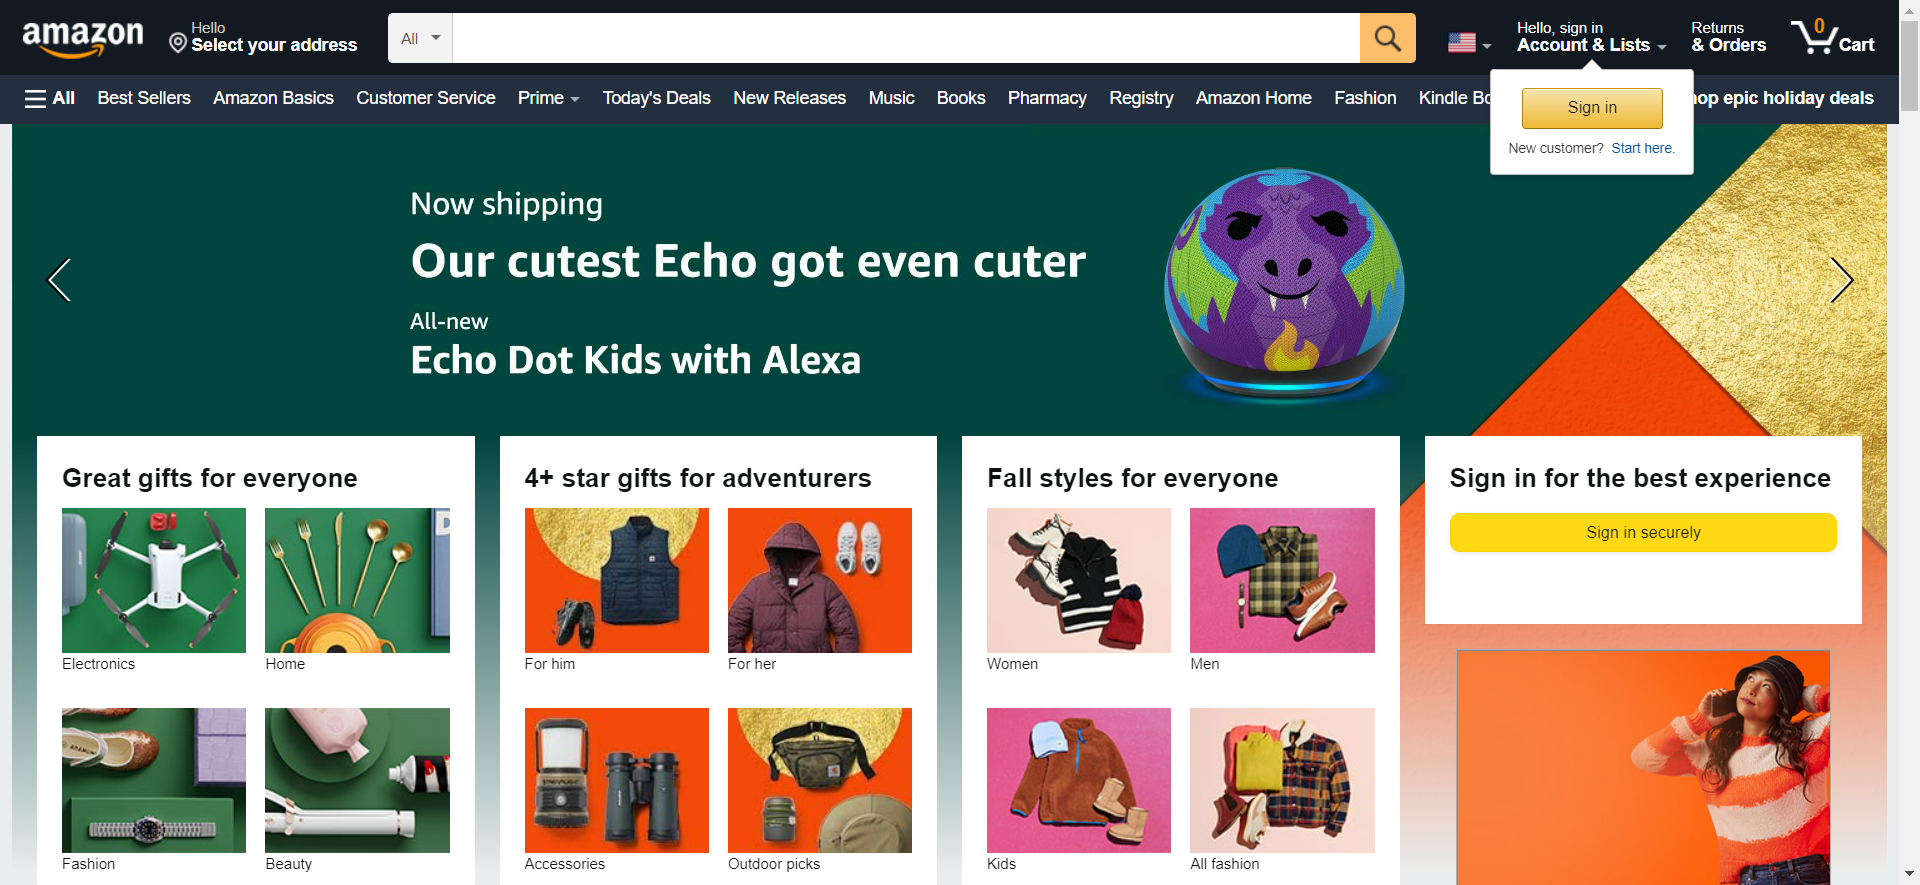 amazon
Hello
Select your address
All
Hello, sign in
Account & Lists
Returns
& Orders
0
Cart
All
Best Sellers
Amazon Basics
Customer Service
Prime
Today's Deals
New Releases
Music
Books
Pharmacy
Registry
Amazon Home
Fashion
Kindle Bo
op epic holiday deals
Sign in
New customer? Start here.
Now shipping
Our cutest Echo got even cuter
All-new
Echo Dot Kids with Alexa
Great gifts for everyone
Electronics
Home
Fashion
Beauty
4+ star gifts for adventurers
For him
For her
Accessories
Outdoor picks
Fall styles for everyone
Women
Men
Kids
All fashion
Sign in for the best experience
Sign in securely